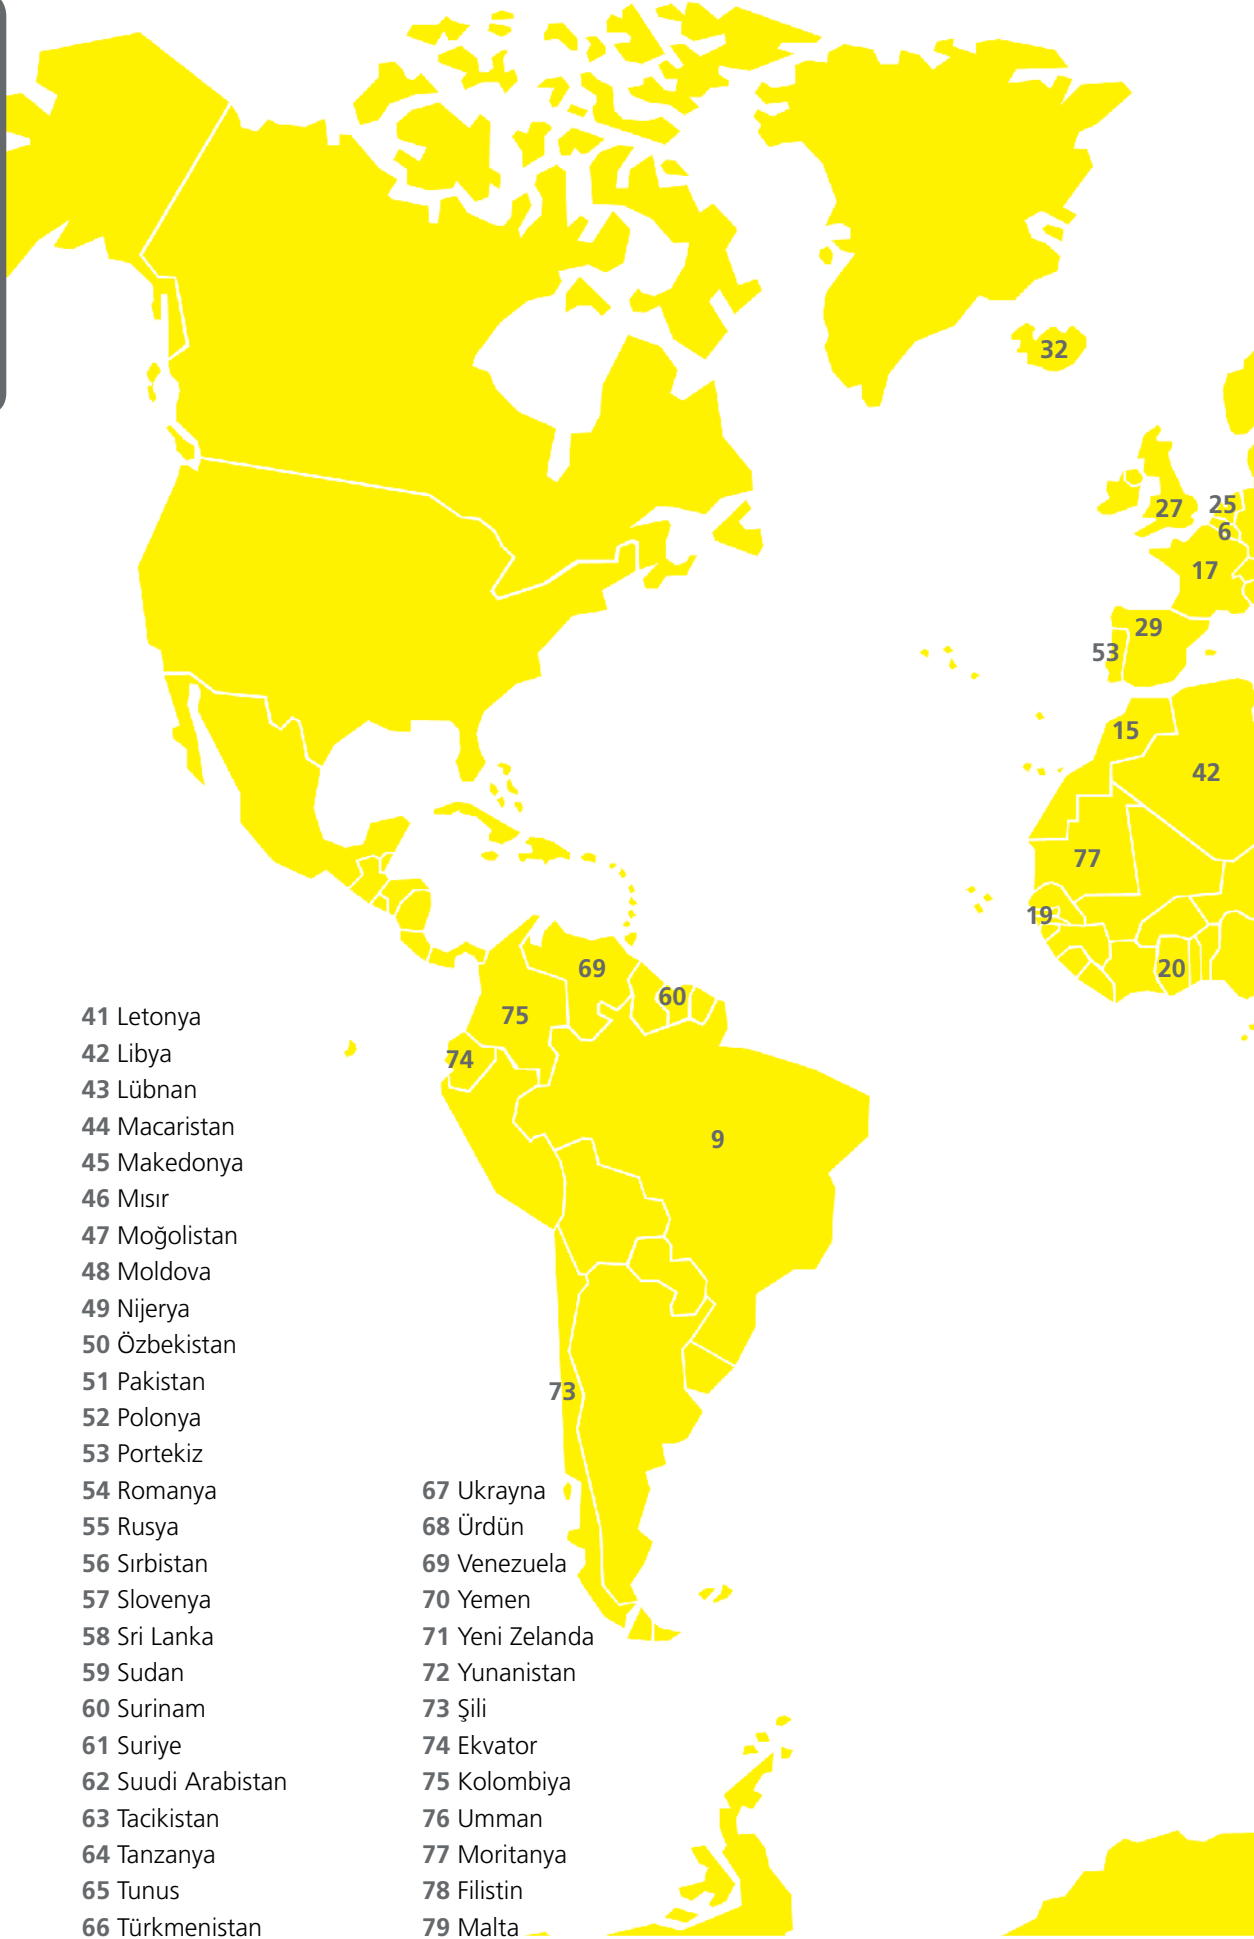 32
27
25
6
17
29
53
15
42
77
19
20
69
60
75
74
9
73
41 Letonya
42 Libya
43 Lübnan
44 Macaristan
45 Makedonya
46 Mısır
47 Moğolistan
48 Moldova
49 Nijerya
50 Özbekistan
51 Pakistan
52 Polonya
53 Portekiz
54 Romanya
55 Rusya
56 Sırbistan
57 Slovenya
58 Sri Lanka
59 Sudan
60 Surinam
61 Suriye
62 Suudi Arabistan
63 Tacikistan
64 Tanzanya
65 Tunus
66 Türkmenistan
67 Ukrayna
68 Ürdün
69 Venezuela
70 Yemen
71 Yeni Zelanda
72 Yunanistan
73 Şili
74 Ekvator
75 Kolombiya
76 Umman
77 Moritanya
78 Filistin
79 Malta